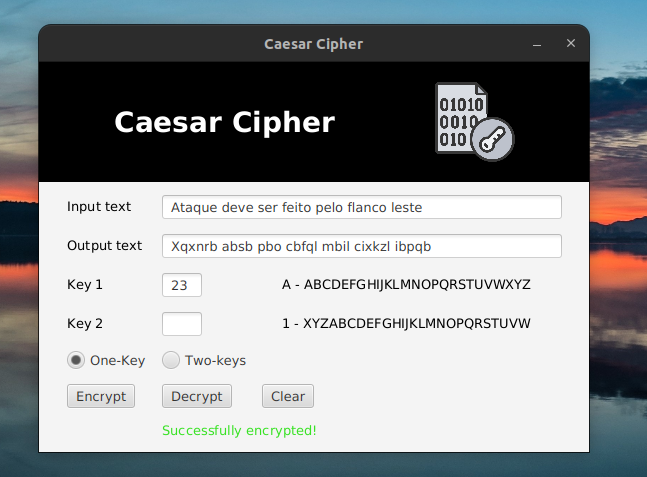 Caesar Cipher
Caesar Cipher
01010
0010
010
Input text Ataque deve ser feito pelo flanco leste
Output text Xqxnrb absb pbo cbfql mbil cixkzl ibpqb
Key 1 23 A - ABCDEFGHIJKLMNOPQRSTUVWXYZ
Key 2 1 - XYZABCDEFGHIJKLMNOPQRSTUVW
One-Key Two-keys
Encrypt Decrypt Clear
Successfully encrypted!